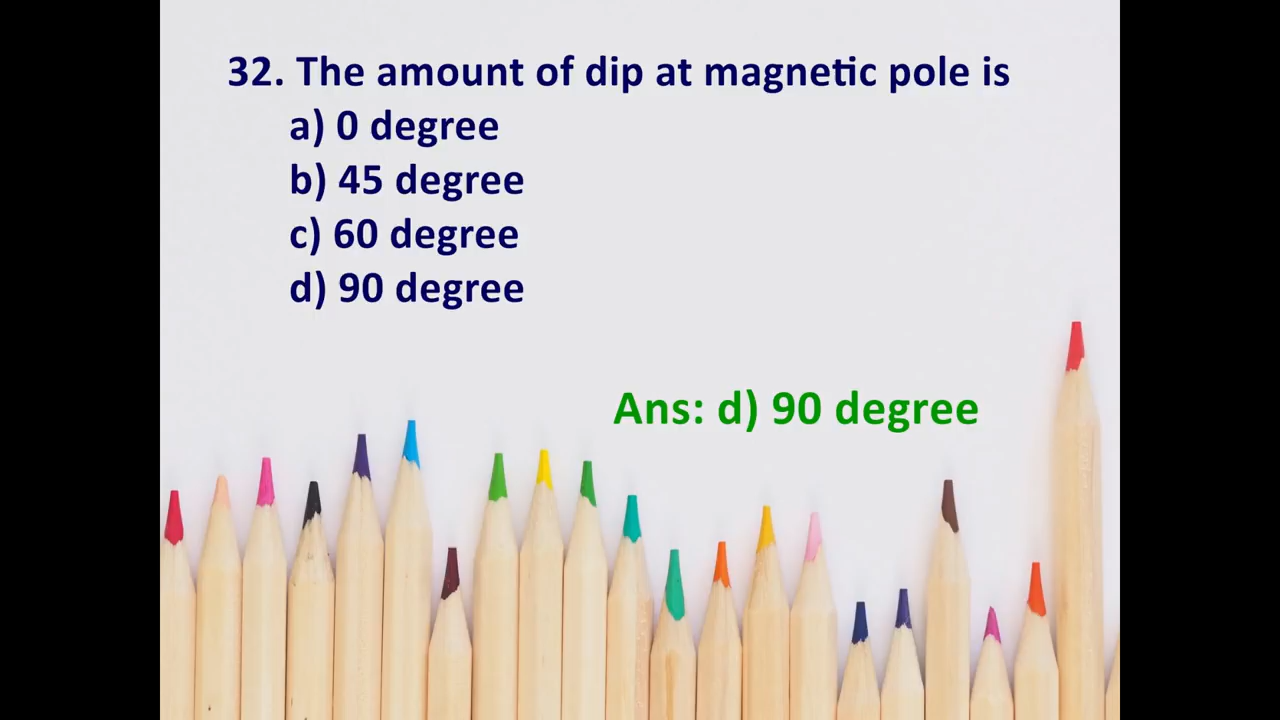 32. The amount of dip at magnetic pole is
a) 0 degree
b) 45 degree
c) 60 degree
d) 90 degree
Ans: d) 90 degree